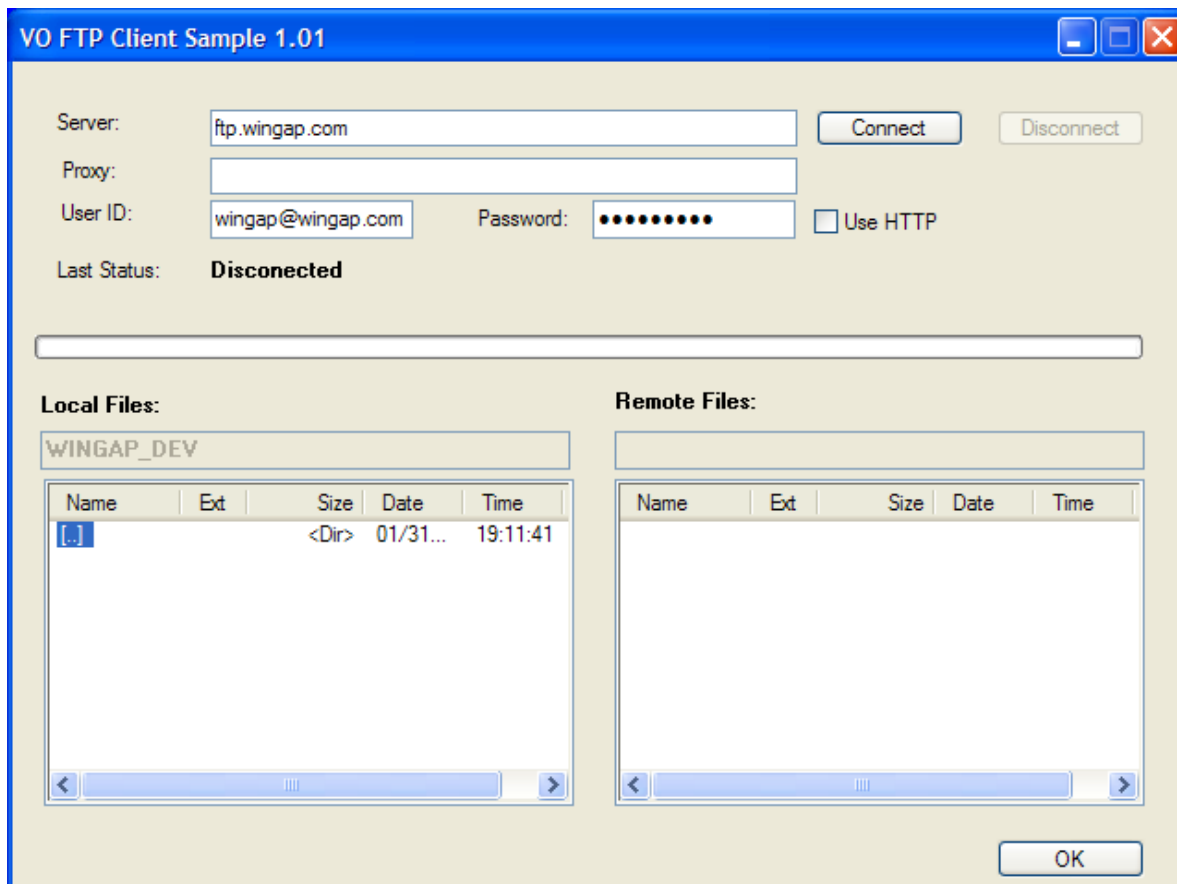 VO FTP Client Sample 1.01
Server: ftp.wingap.com Connect Disconnect
Proxy:
User ID: wingap@wingap.com Password: ●●●●●●●●● Use HTTP
Last Status: Disconected
Local Files: Remote Files:
WINGAP_DEV
Name Ext Size Date Time Name Ext Size Date Time
[..] <Dir> 01/31... 19:11:41
OK